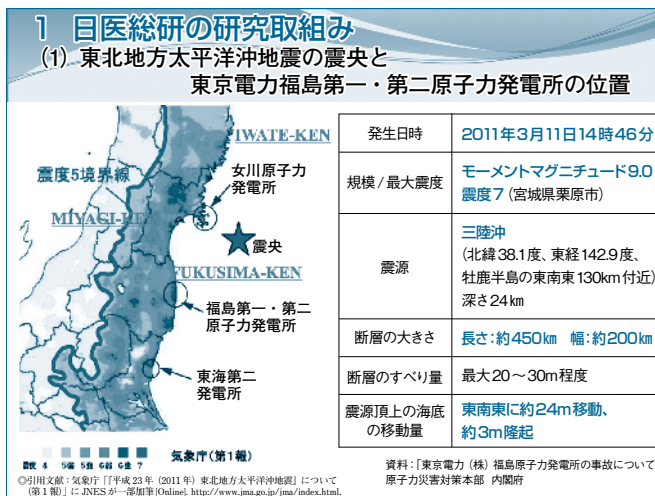 1 日医総研の研究取組み
(1) 東北地方太平洋沖地震の震央と
東京電力福島第一・第二原子力発電所の位置
IWATE-KEN
女川原子力
発電所
震度5境界線
MIYAGI-KE
震央
FUKUSIMA-KEN
福島第一・第二
原子力発電所
東海第二
発電所
震度 4 5弱 5強 6弱 6強 7
気象庁(第1報)
◎引用文献:気象庁「「平成23年(2011年)東北地方太平洋沖地震」について
(第1報)」にJNESが一部加筆[Online]. http://www.jma.go.jp/jma/index.html.
発生日時 2011年3月11日14時46分
規模/最大震度 モーメントマグニチュード9.0
震度7(宮城県栗原市)
震源 三陸沖
(北緯38.1度、東経142.9度、
牡鹿半島の東南東130km付近)
深さ24km
断層の大きさ 長さ:約450km 幅:約200km
断層のすべり量 最大20～30m程度
震源頂上の海底
の移動量
東南東に約24m移動、
約3m隆起
資料:「東京電力(株)福島原子力発電所の事故について
原子力災害対策本部 内閣府